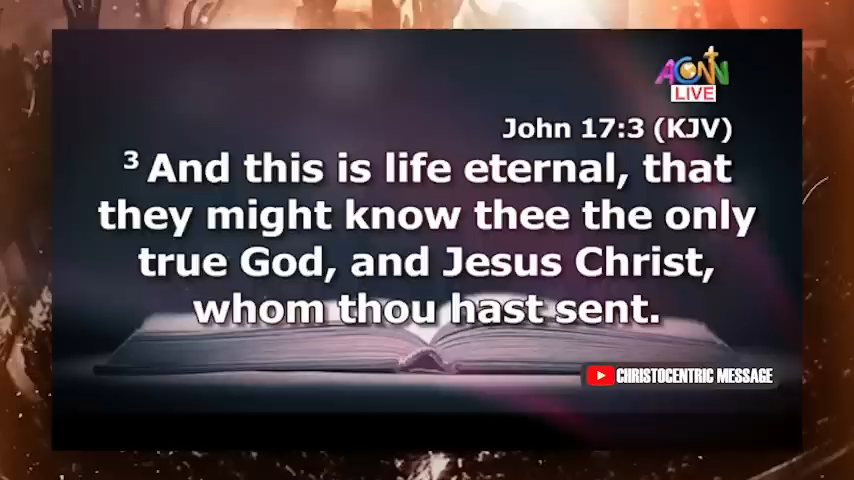 ACNN
LIVE
John 17:3 (KJV)
3 And this is life eternal, that
they might know thee the only
true God, and Jesus Christ,
whom thou hast sent.
CHRISTOCENTRIC MESSAGE